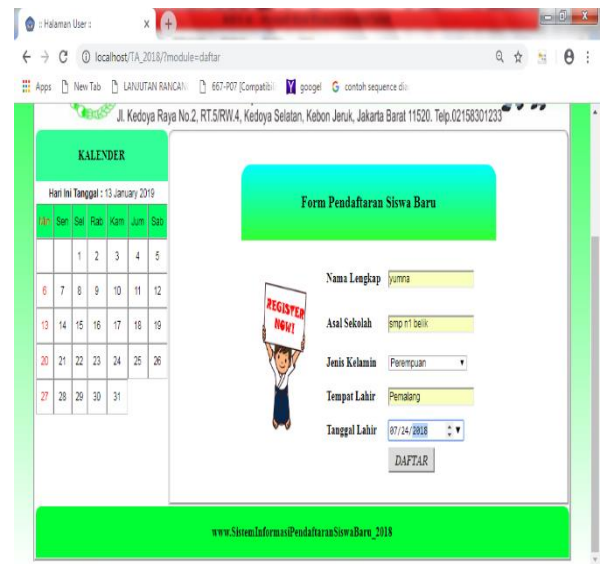 :: Halaman User ::
localhost/TA_2018/?module=daftar
Apps New Tab LANJUTAN RANCAN 667-P07 [Compatibil googel contoh sequence dia
Jl. Kedoya Raya No.2, RT.5/RW.4, Kedoya Selatan, Kebon Jeruk, Jakarta Barat 11520. Telp.02158301233
KALENDER
Hari Ini Tanggal : 13 January 2019
Min Sen Sel Rab Kam Jum Sab
1 2 3 4 5
6 7 8 9 10 11 12
13 14 15 16 17 18 19
20 21 22 23 24 25 26
27 28 29 30 31
Form Pendaftaran Siswa Baru
REGISTER
NOW!
Nama Lengkap yumna
Asal Sekolah smp n1 belik
Jenis Kelamin Perempuan
Tempat Lahir Pemalang
Tanggal Lahir 07/24/2018
DAFTAR
www.SistemInformasiPendaftaranSiswaBaru_2018